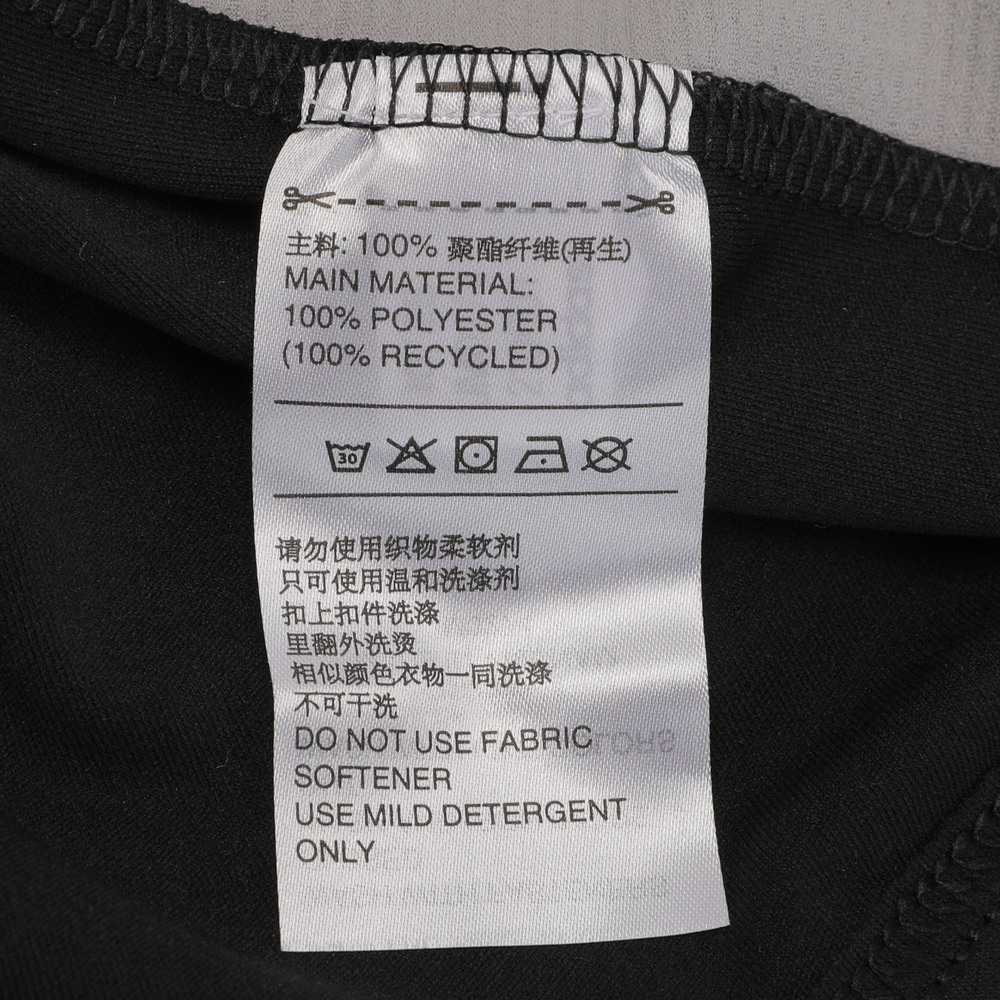 主料: 100% 聚酯纤维(再生)
MAIN MATERIAL:
100% POLYESTER
(100% RECYCLED)
30
请勿使用织物柔软剂
只可使用温和洗涤剂
扣上扣件洗涤
里翻外洗烫
相似颜色衣物一同洗涤
不可干洗
DO NOT USE FABRIC
SOFTENER
USE MILD DETERGENT
ONLY